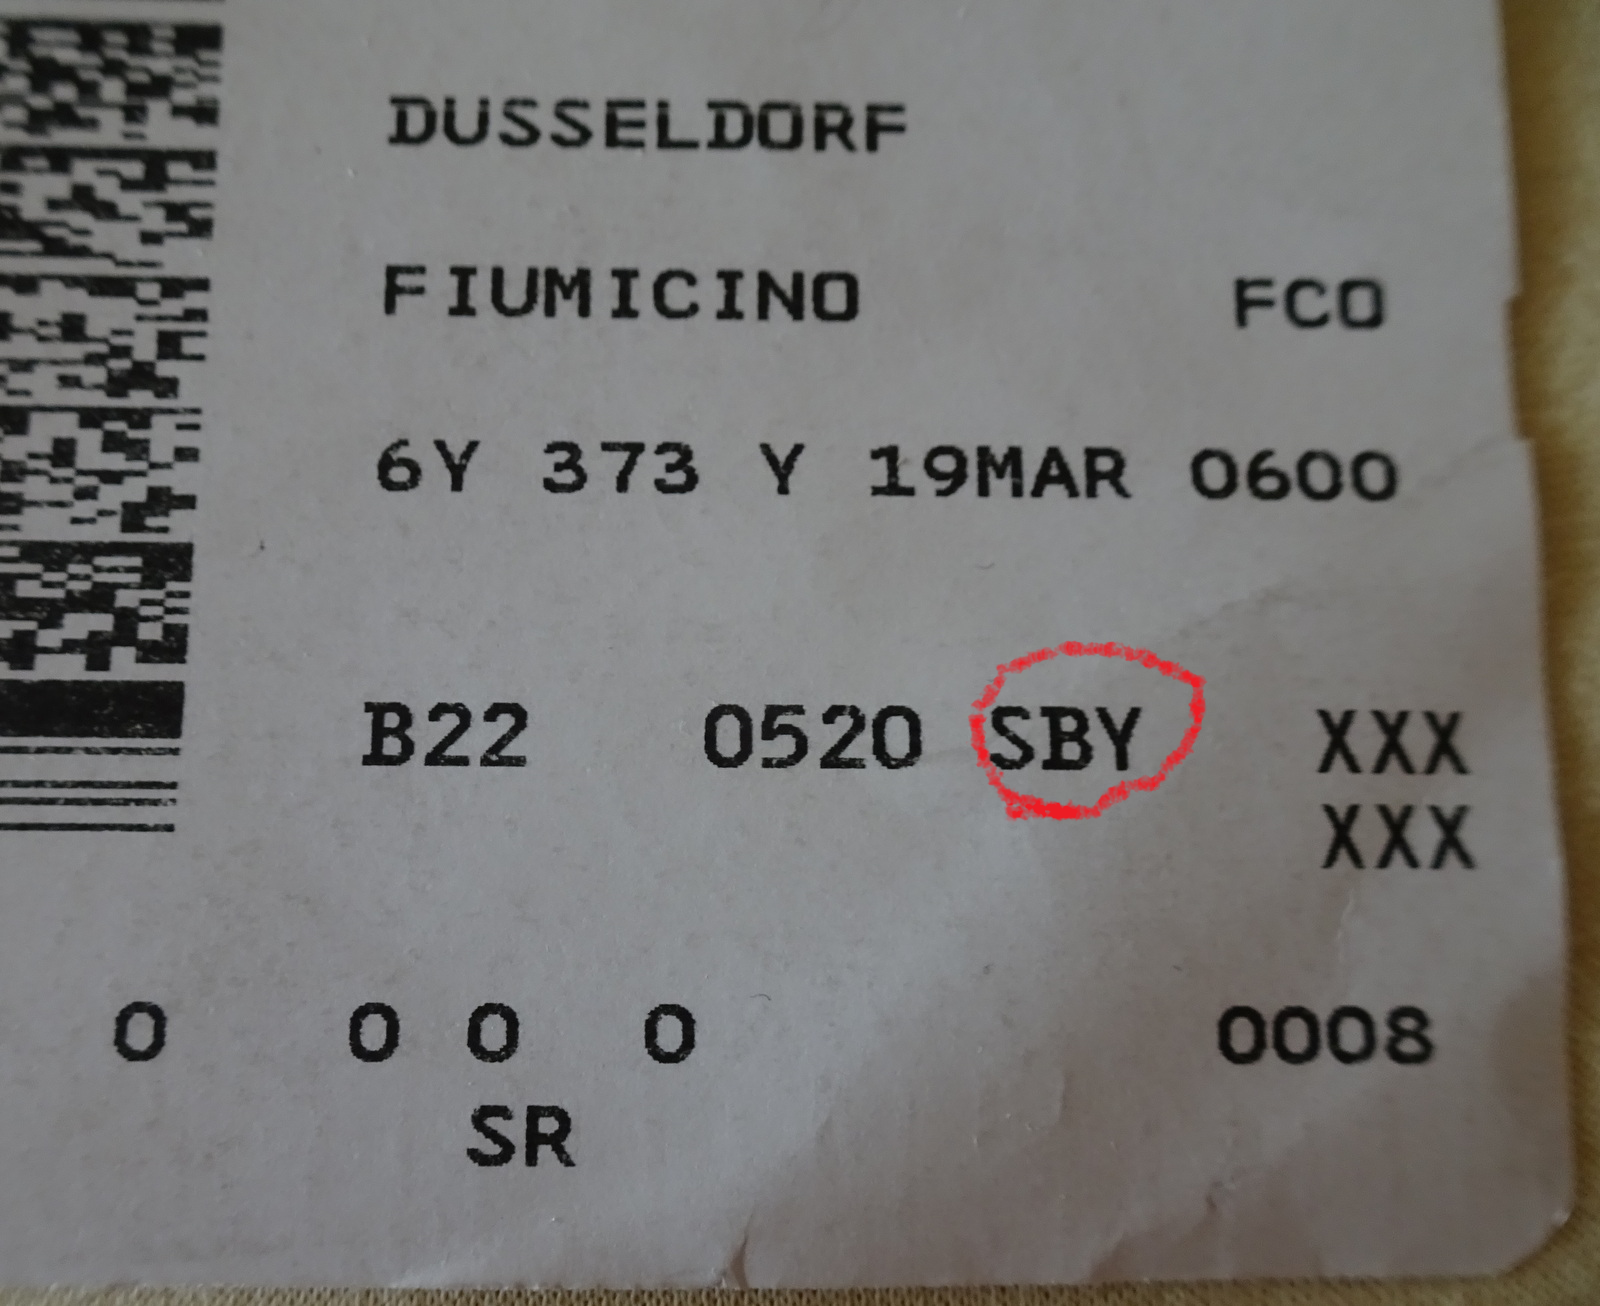 DUSSELDORF
FIUMICINO FCO
6Y 373 Y 19MAR 0600
B22 0520 SBY XXX
XXX
0 0 0 0 0008
SR